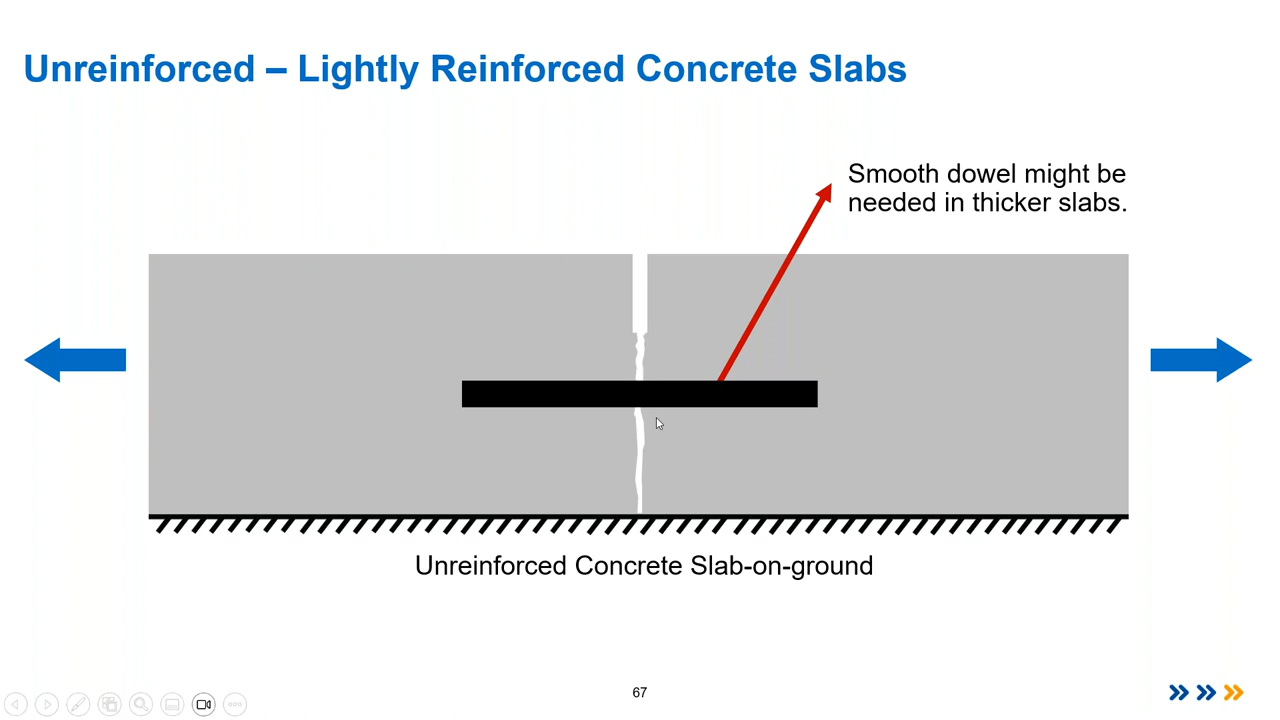 Unreinforced – Lightly Reinforced Concrete Slabs
Smooth dowel might be
needed in thicker slabs.
Unreinforced Concrete Slab-on-ground
67